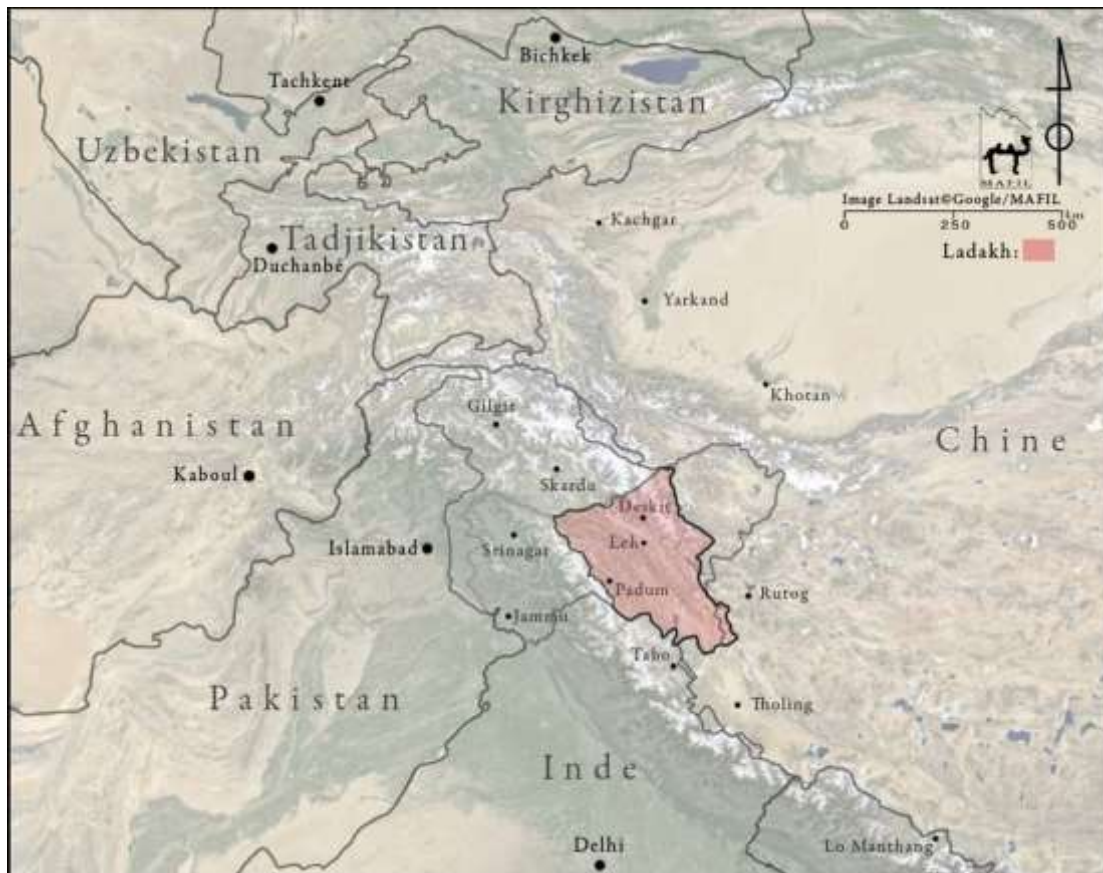 Bichkek
Tachkent
Kirghizistan
Uzbekistan
MAFIL
Image Landsat©Google/MAFIL
0 250 500 km
Kachgar
Tadjikistan
Ladakh:
Duchanbé
Yarkand
Khotan
Gilgit
Afghanistan
Chine
Kaboul
Skardu
Deskit
Islamabad
Srinagar
Leh
Padum
Rutog
Jammu
Tabo
Pakistan
Tholing
Inde
Delhi
Lo Manthang